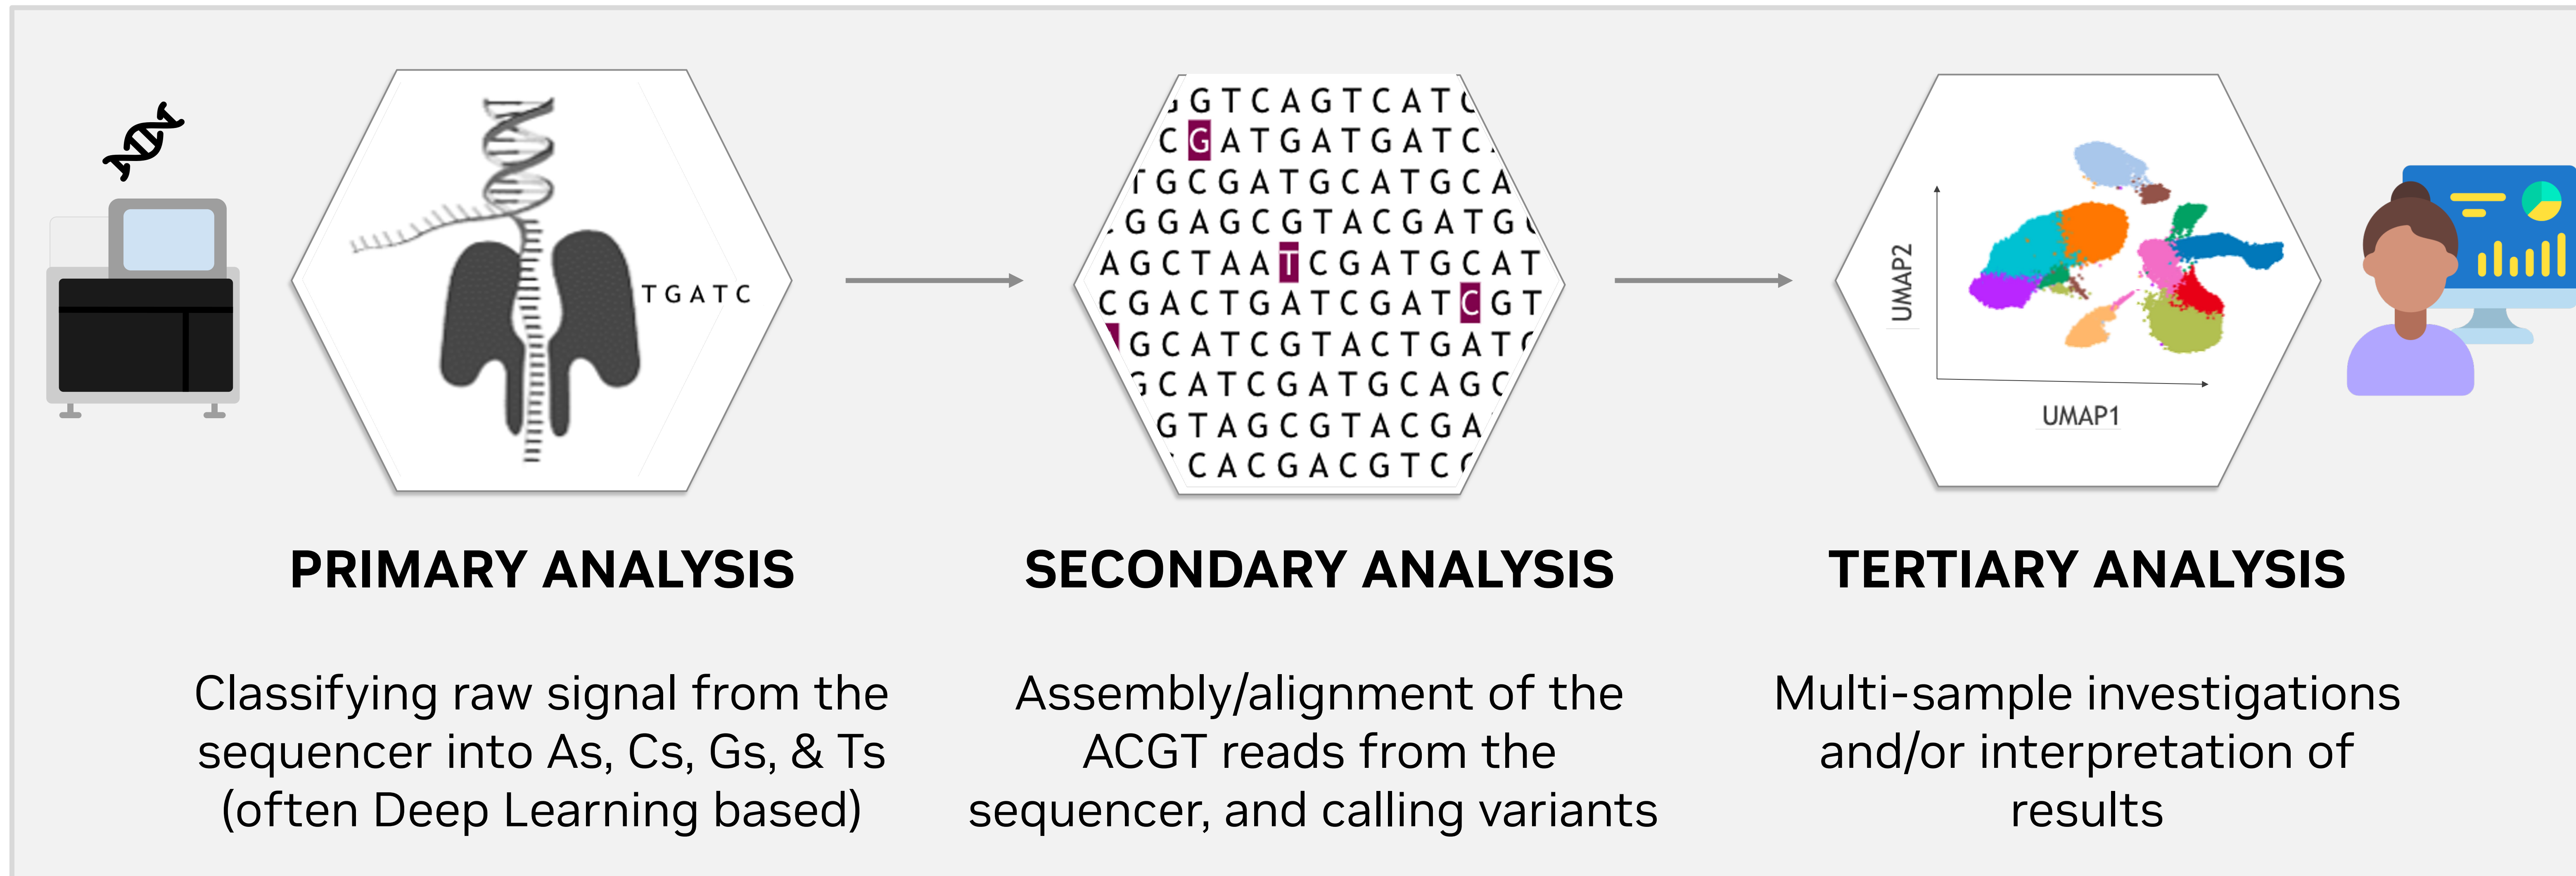 TGATC
GTCAGTCAT
CGATGATGATC
TGCGATGCATGCA
GGAGCGTACGATG
AGCTAATCGATGCAT
CGACTGATCGATCGT
GCATCGTACTGAT
GCATCGATGCAGC
GTAGCGTACGA
CACGACGTC
UMAP2
UMAP1
PRIMARY ANALYSIS
Classifying raw signal from the
sequencer into As, Cs, Gs, & Ts
(often Deep Learning based)
SECONDARY ANALYSIS
Assembly/alignment of the
ACGT reads from the
sequencer, and calling variants
TERTIARY ANALYSIS
Multi-sample investigations
and/or interpretation of
results